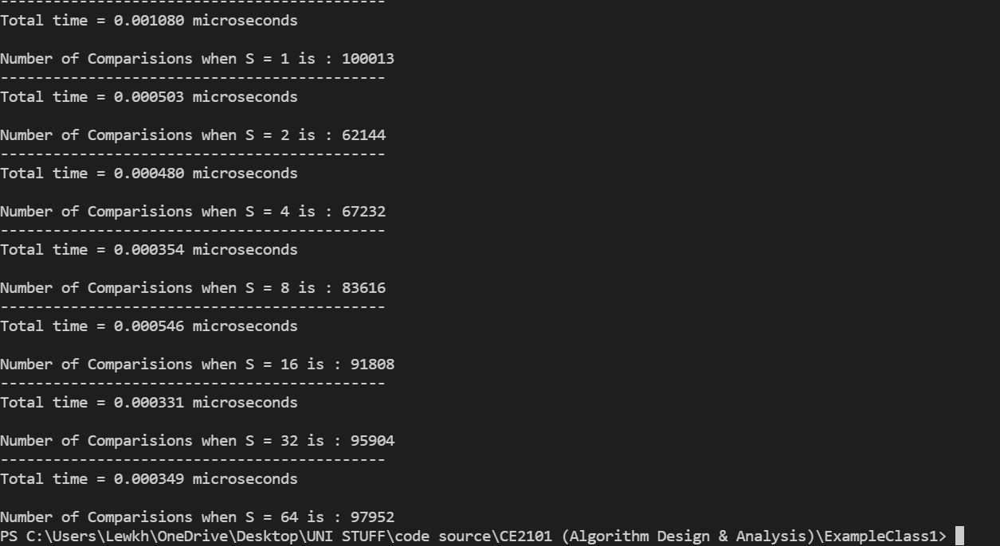 --------------------------------------------
Total time = 0.001080 microseconds
Number of Comparisions when S = 1 is : 100013
--------------------------------------------
Total time = 0.000503 microseconds
Number of Comparisions when S = 2 is : 62144
--------------------------------------------
Total time = 0.000480 microseconds
Number of Comparisions when S = 4 is : 67232
--------------------------------------------
Total time = 0.000354 microseconds
Number of Comparisions when S = 8 is : 83616
--------------------------------------------
Total time = 0.000546 microseconds
Number of Comparisions when S = 16 is : 91808
--------------------------------------------
Total time = 0.000331 microseconds
Number of Comparisions when S = 32 is : 95904
--------------------------------------------
Total time = 0.000349 microseconds
Number of Comparisions when S = 64 is : 97952
PS C:\Users\Lewkh\OneDrive\Desktop\UNI STUFF\code source\CE2101 (Algorithm Design & Analysis)\ExampleClass1>